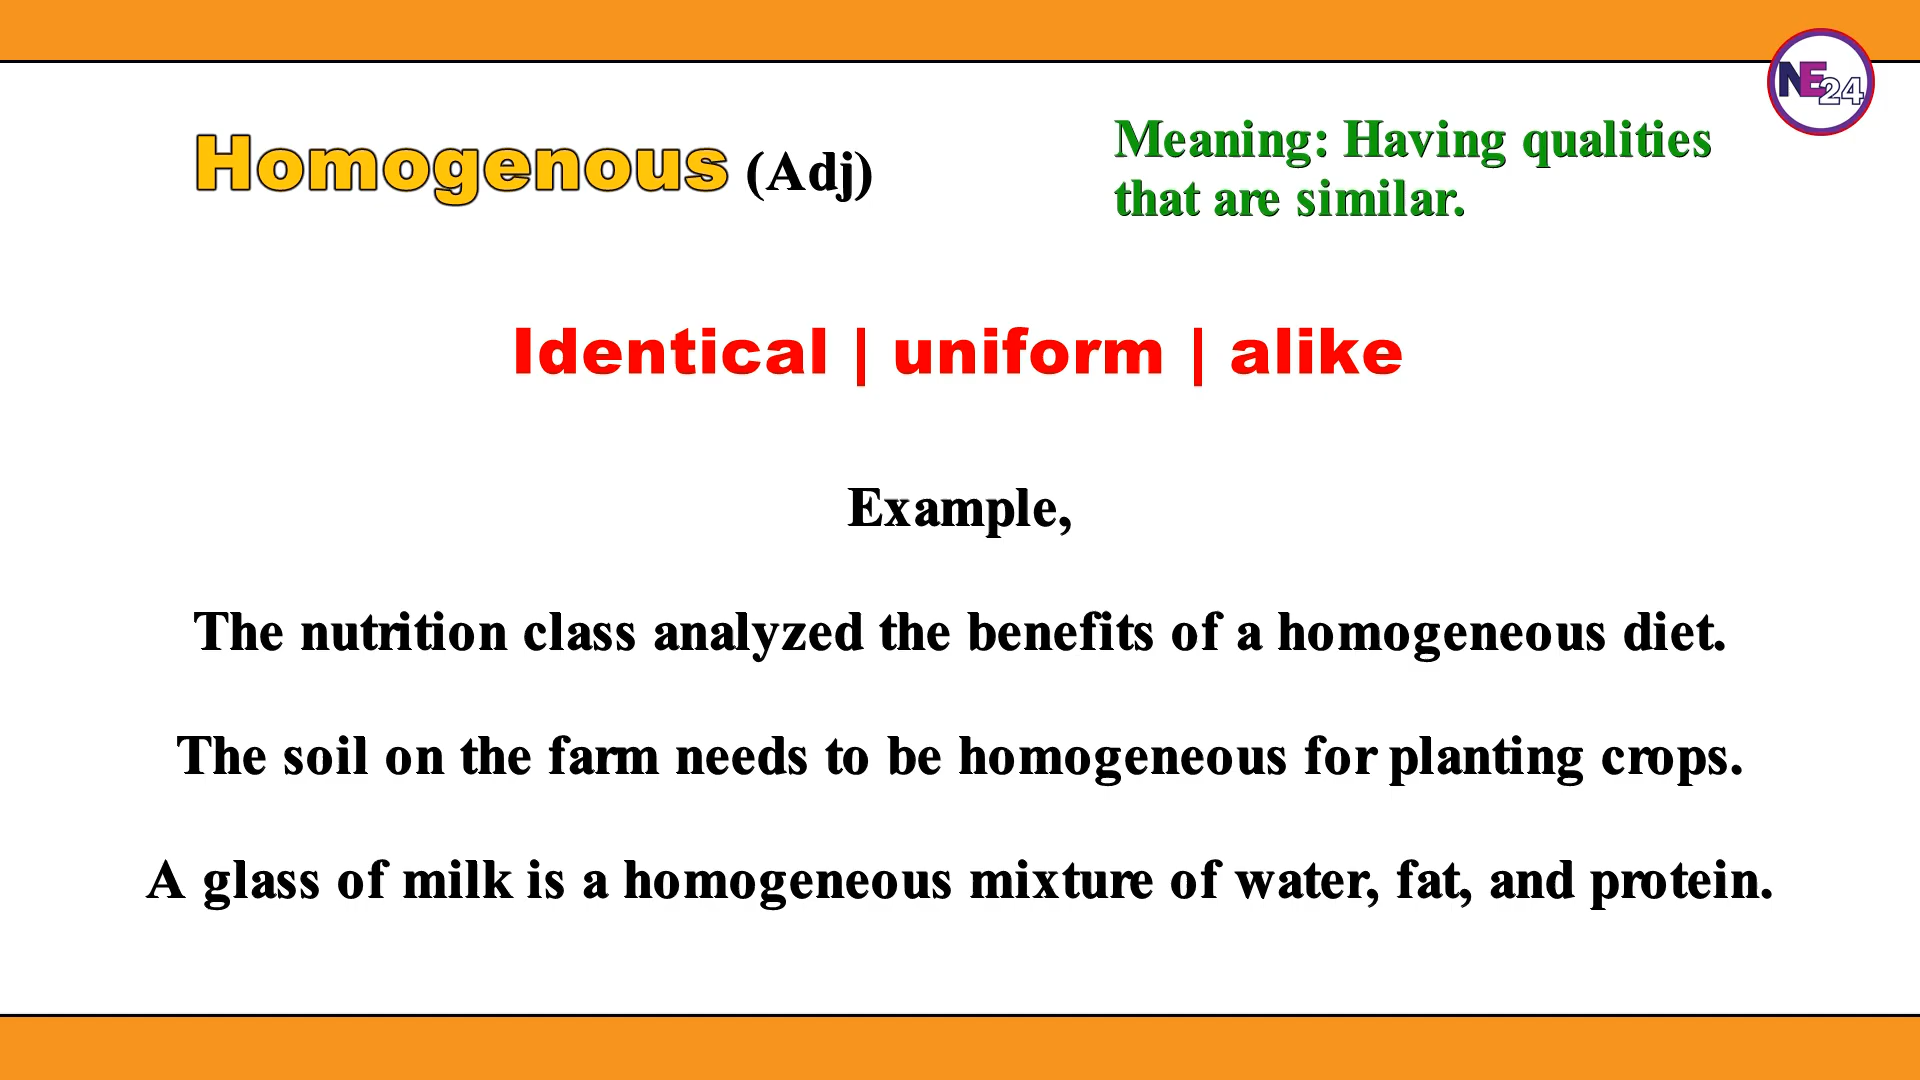 NE24
Homogenous (Adj)
Meaning: Having qualities
that are similar.
Identical | uniform | alike
Example,
The nutrition class analyzed the benefits of a homogeneous diet.
The soil on the farm needs to be homogeneous for planting crops.
A glass of milk is a homogeneous mixture of water, fat, and protein.